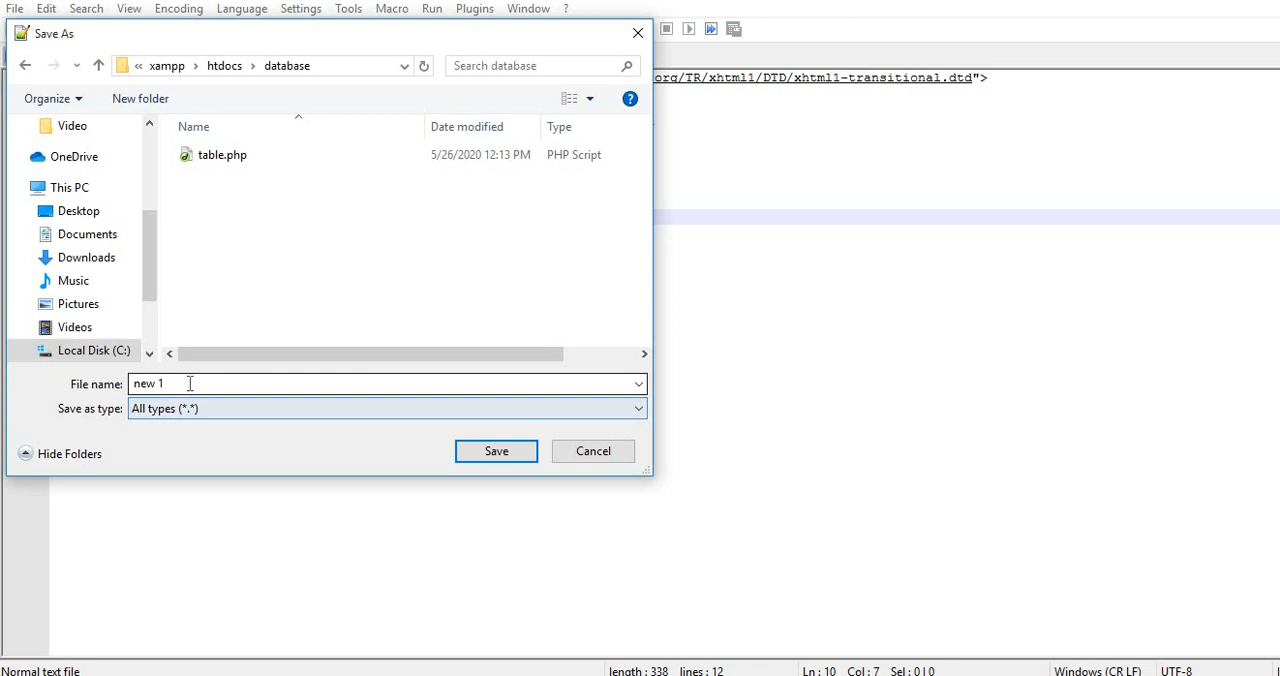 File Edit Search View Encoding Language Settings Tools Macro Run Plugins Window ?
Save As
« xampp > htdocs > database
Search database
Organize New folder
?
Name Date modified Type
table.php 5/26/2020 12:13 PM PHP Script
Video
OneDrive
This PC
Desktop
Documents
Downloads
Music
Pictures
Videos
Local Disk (C:)
File name: new 1
Save as type: All types (*.*)
Hide Folders
Save Cancel
org/TR/xhtml1/DTD/xhtml1-transitional.dtd">
Normal text file length : 338 lines : 12 Ln : 10 Col : 7 Sel : 0 | 0 Windows (CR LF) UTF-8